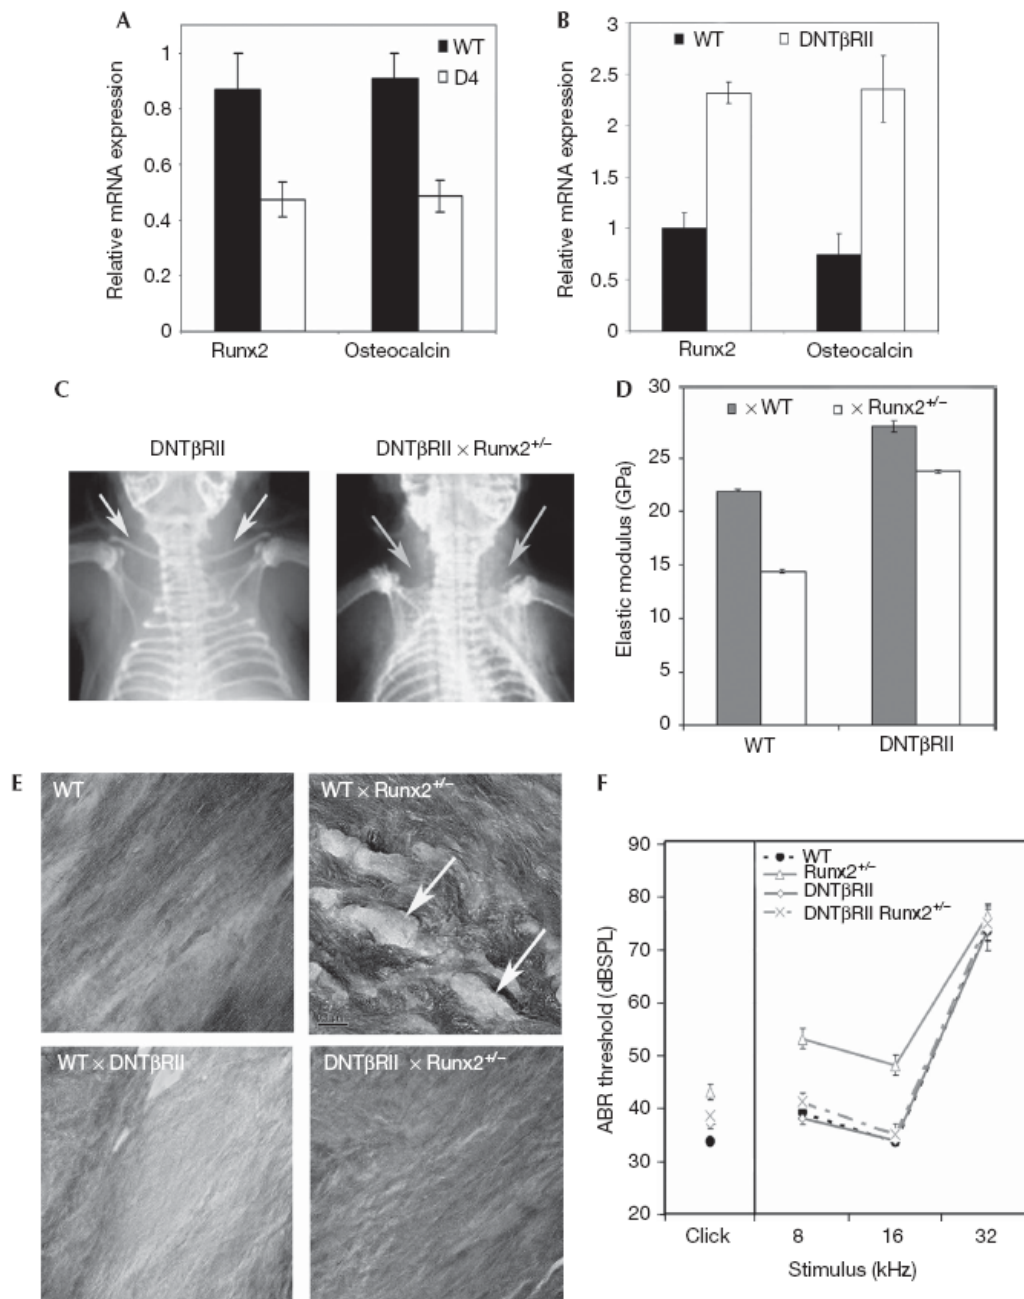 A
Relative mRNA expression
1
0.8
0.6
0.4
0.2
0
WT
D4
Runx2
Osteocalcin
B
Relative mRNA expression
3
2.5
2
1.5
1
0.5
0
WT
DNTβRII
Runx2
Osteocalcin
C
DNTβRII
DNTβRII × Runx2+/−
D
Elastic modulus (GPa)
30
25
20
15
10
5
0
× WT
× Runx2+/−
WT
DNTβRII
E
WT
WT × Runx2+/−
WT × DNTβRII
DNTβRII × Runx2+/−
F
ABR threshold (dBSPL)
90
80
70
60
50
40
30
20
WT
Runx2+/−
DNTβRII
DNTβRII Runx2+/−
Click
8
16
32
Stimulus (kHz)